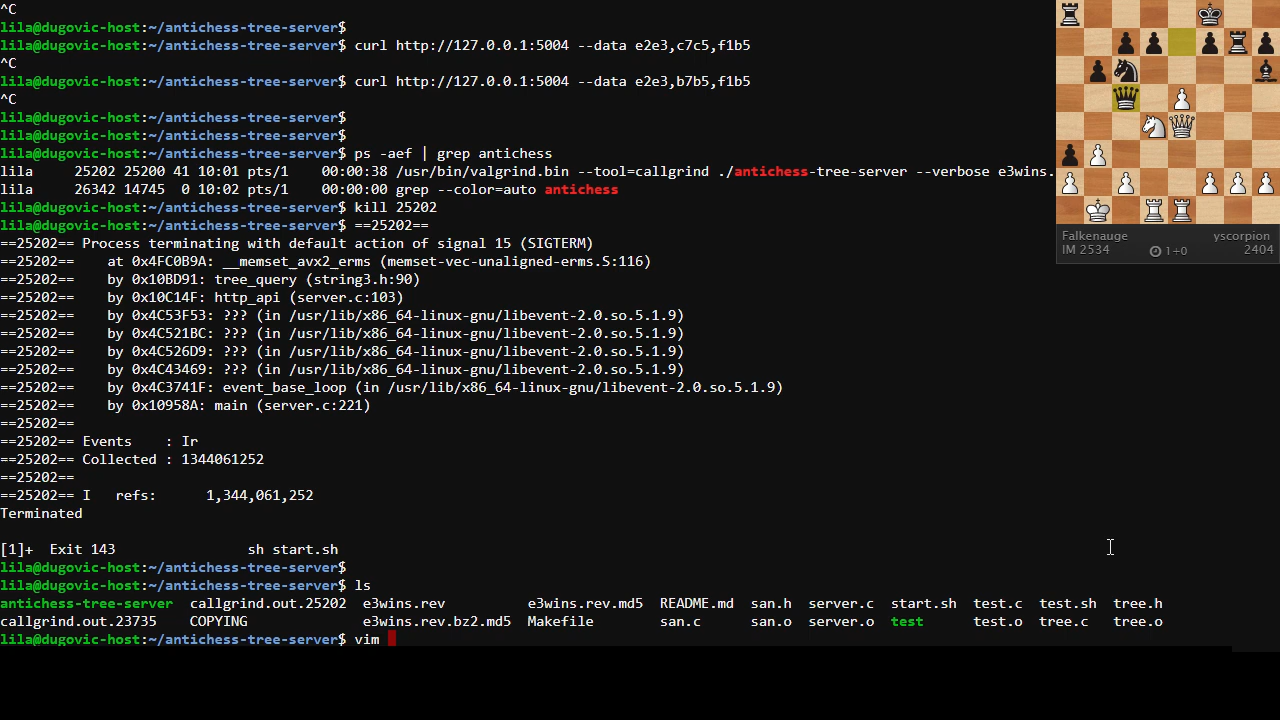 ^C
lila@dugovic-host:~/antichess-tree-server$
lila@dugovic-host:~/antichess-tree-server$ curl http://127.0.0.1:5004 --data e2e3,c7c5,f1b5
^C
lila@dugovic-host:~/antichess-tree-server$ curl http://127.0.0.1:5004 --data e2e3,b7b5,f1b5
^C
lila@dugovic-host:~/antichess-tree-server$
lila@dugovic-host:~/antichess-tree-server$
lila@dugovic-host:~/antichess-tree-server$ ps -aef | grep antichess
lila     25202 25200 41 10:01 pts/1    00:00:38 /usr/bin/valgrind.bin --tool=callgrind ./antichess-tree-server --verbose e3wins.
lila     26342 14745  0 10:02 pts/1    00:00:00 grep --color=auto antichess
lila@dugovic-host:~/antichess-tree-server$ kill 25202
lila@dugovic-host:~/antichess-tree-server$ ==25202==
==25202== Process terminating with default action of signal 15 (SIGTERM)
==25202==    at 0x4FC0B9A: __memset_avx2_erms (memset-vec-unaligned-erms.S:116)
==25202==    by 0x10BD91: tree_query (string3.h:90)
==25202==    by 0x10C14F: http_api (server.c:103)
==25202==    by 0x4C53F53: ??? (in /usr/lib/x86_64-linux-gnu/libevent-2.0.so.5.1.9)
==25202==    by 0x4C521BC: ??? (in /usr/lib/x86_64-linux-gnu/libevent-2.0.so.5.1.9)
==25202==    by 0x4C526D9: ??? (in /usr/lib/x86_64-linux-gnu/libevent-2.0.so.5.1.9)
==25202==    by 0x4C43469: ??? (in /usr/lib/x86_64-linux-gnu/libevent-2.0.so.5.1.9)
==25202==    by 0x4C3741F: event_base_loop (in /usr/lib/x86_64-linux-gnu/libevent-2.0.so.5.1.9)
==25202==    by 0x10958A: main (server.c:221)
==25202==
==25202== Events    : Ir
==25202== Collected : 1344061252
==25202==
==25202== I   refs:      1,344,061,252
Terminated
[1]+  Exit 143               sh start.sh
lila@dugovic-host:~/antichess-tree-server$
lila@dugovic-host:~/antichess-tree-server$ ls
antichess-tree-server  callgrind.out.25202  e3wins.rev          e3wins.rev.md5  README.md  san.h  server.c  start.sh  test.c  test.sh  tree.h
callgrind.out.23735    COPYING              e3wins.rev.bz2.md5  Makefile        san.c      san.o  server.o  test      test.o  tree.c   tree.o
lila@dugovic-host:~/antichess-tree-server$ vim
Falkenauge yscorpion
IM 2534 1+0 2404